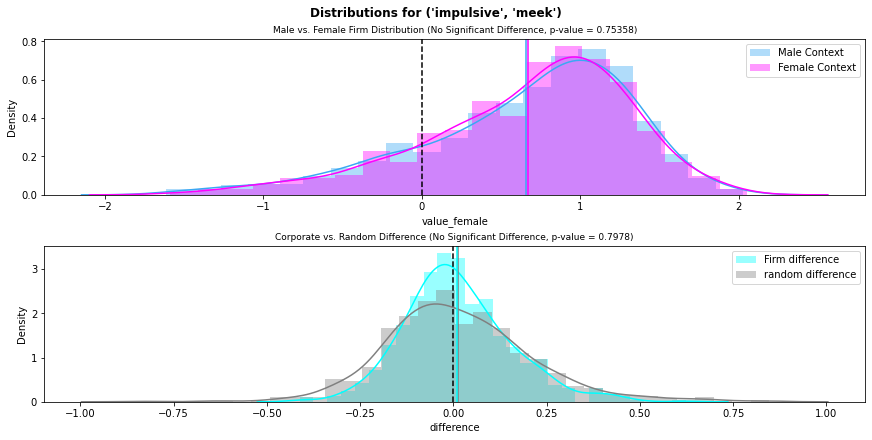 Distributions for ('impulsive', 'meek')
Male vs. Female Firm Distribution (No Significant Difference, p-value = 0.75358)
Density
0.8
0.6
0.4
0.2
0.0
Male Context
Female Context
−2
−1
0
1
2
value_female
Corporate vs. Random Difference (No Significant Difference, p-value = 0.7978)
Density
3
2
1
0
Firm difference
random difference
−1.00
−0.75
−0.50
−0.25
0.00
0.25
0.50
0.75
1.00
difference